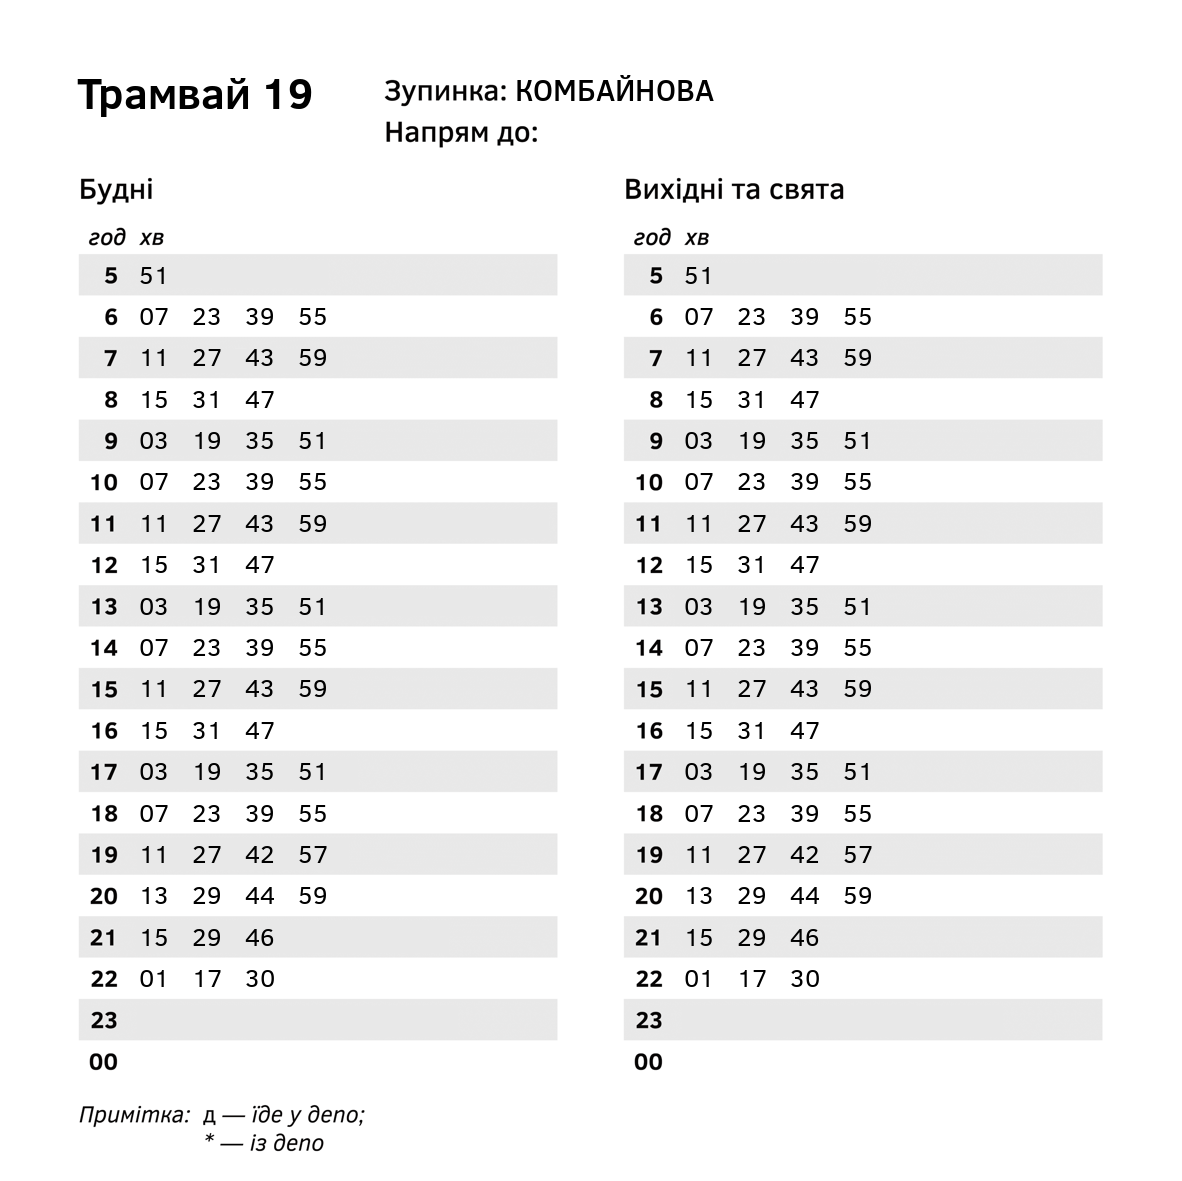 Трамвай 19
Зупинка: КОМБАЙНОВА
Напрям до:
Будні
год хв
5 51
6 07 23 39 55
7 11 27 43 59
8 15 31 47
9 03 19 35 51
10 07 23 39 55
11 11 27 43 59
12 15 31 47
13 03 19 35 51
14 07 23 39 55
15 11 27 43 59
16 15 31 47
17 03 19 35 51
18 07 23 39 55
19 11 27 42 57
20 13 29 44 59
21 15 29 46
22 01 17 30
23
00
Вихідні та свята
год хв
5 51
6 07 23 39 55
7 11 27 43 59
8 15 31 47
9 03 19 35 51
10 07 23 39 55
11 11 27 43 59
12 15 31 47
13 03 19 35 51
14 07 23 39 55
15 11 27 43 59
16 15 31 47
17 03 19 35 51
18 07 23 39 55
19 11 27 42 57
20 13 29 44 59
21 15 29 46
22 01 17 30
23
00
Примітка: д — їде у депо;
* — із депо